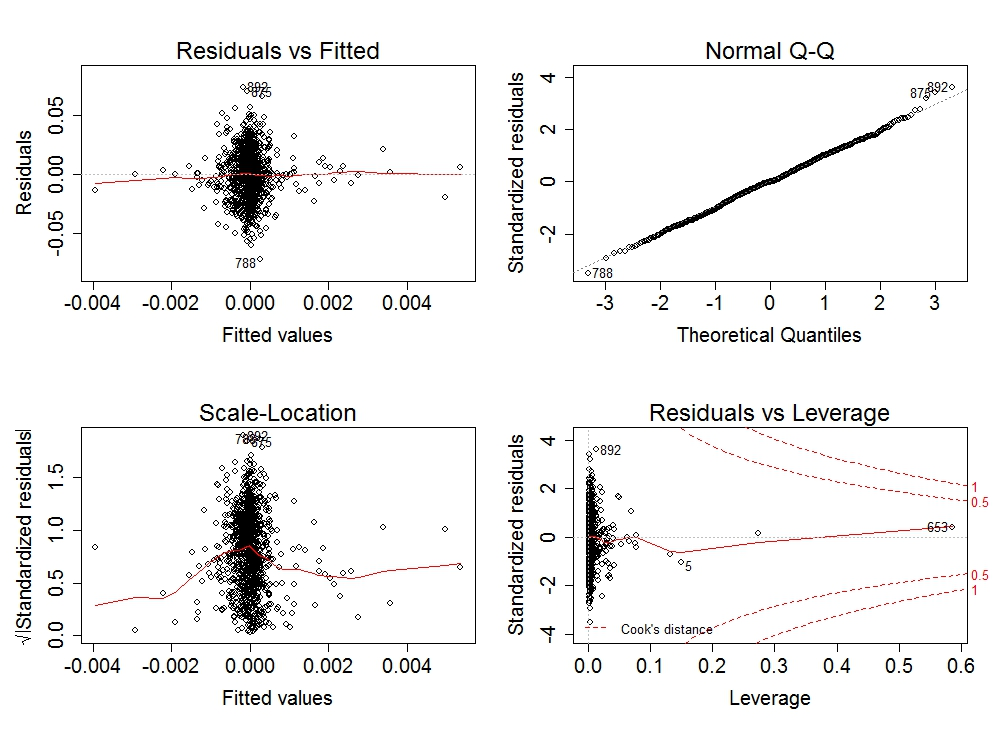 Residuals vs Fitted
Residuals
-0.05 0.00 0.05
892
875
788
-0.004 -0.002 0.000 0.002 0.004
Fitted values
Normal Q-Q
Standardized residuals
-2 0 2 4
892
875
788
-3 -2 -1 0 1 2 3
Theoretical Quantiles
Scale-Location
√|Standardized residuals|
0.0 0.5 1.0 1.5
892
788
875
-0.004 -0.002 0.000 0.002 0.004
Fitted values
Residuals vs Leverage
Standardized residuals
-4 -2 0 2 4
892
653
5
1
0.5
0.5
1
Cook's distance
0.0 0.1 0.2 0.3 0.4 0.5 0.6
Leverage